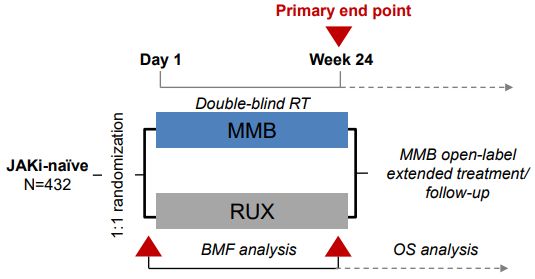 Primary end point
Day 1
Week 24
Double-blind RT
MMB
1:1 randomization
JAKi-naïve
N=432
MMB open-label
extended treatment/
follow-up
RUX
BMF analysis
OS analysis